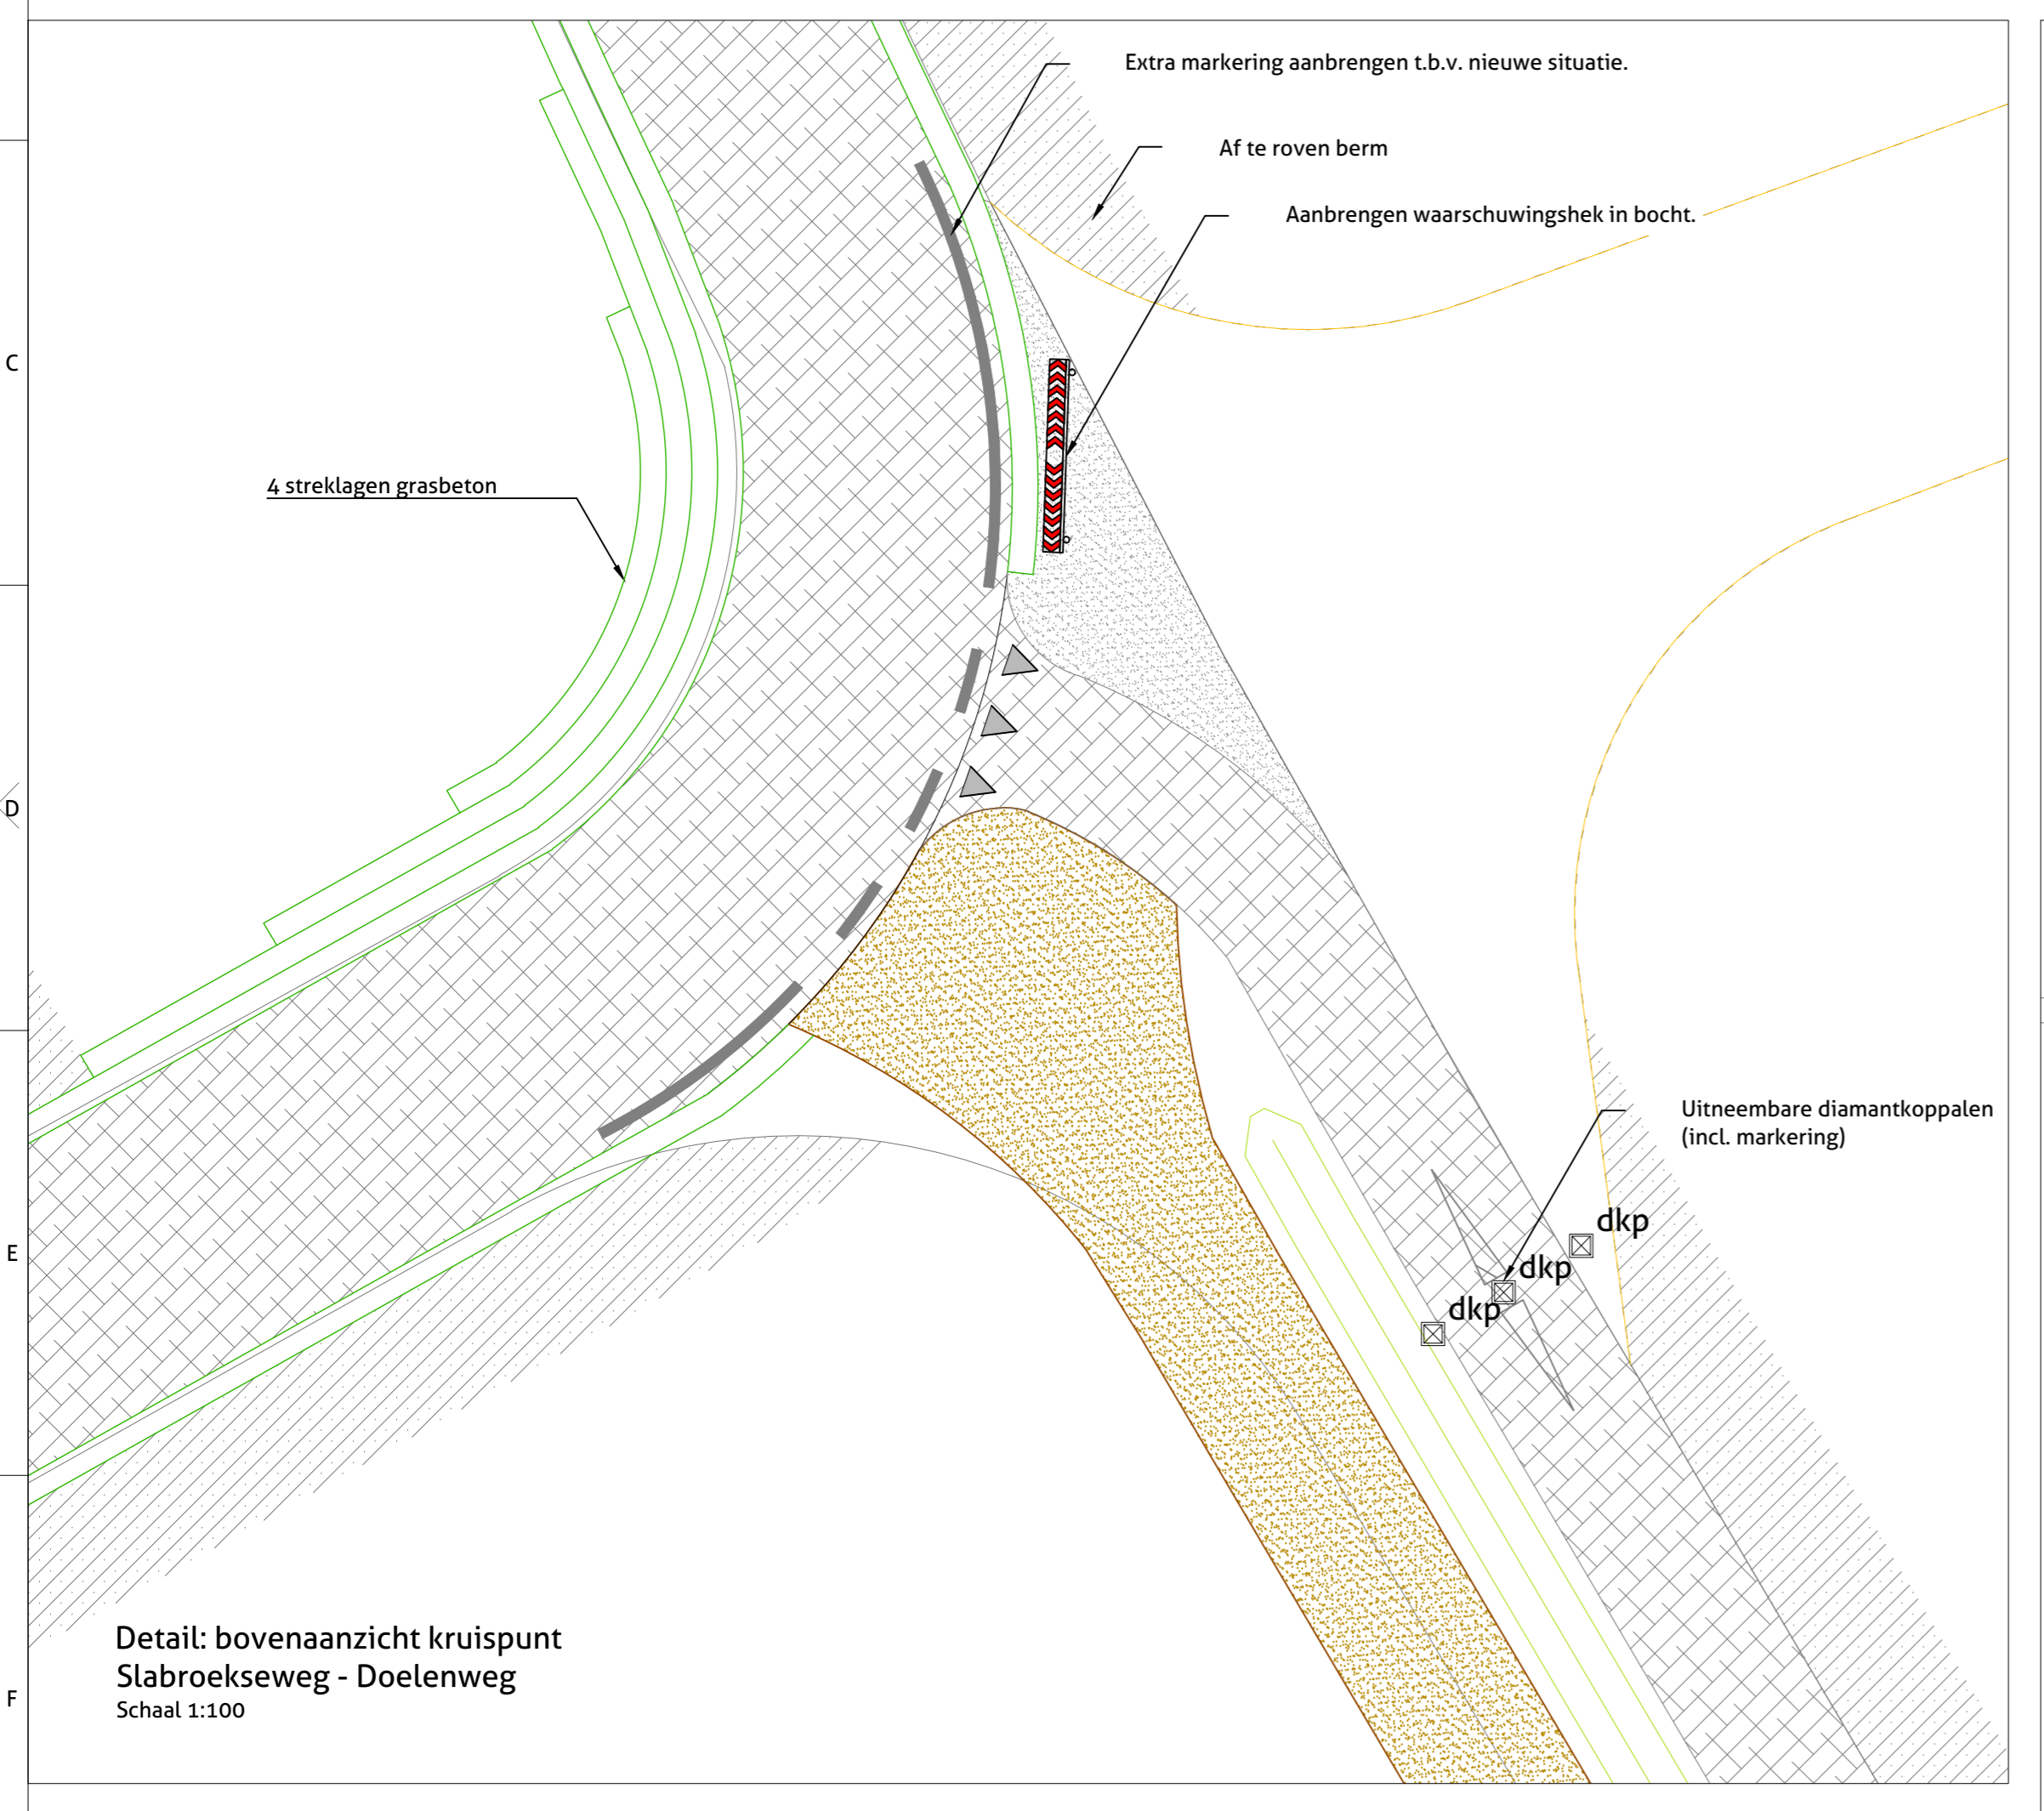 Extra markering aanbrengen t.b.v. nieuwe situatie.
Af te roven berm
Aanbrengen waarschuwingshek in bocht.
C
4 streklagen grasbeton
D
Uitneembare diamantkoppalen
(incl. markering)
dkp
E
dkp
dkp
Detail: bovenaanzicht kruispunt
Slabroekseweg - Doelenweg
F
Schaal 1:100